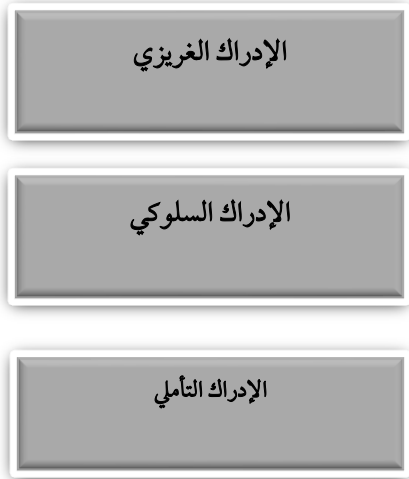 الإدراك الغريزي
الإدراك السلوكي
الإدراك التأملي